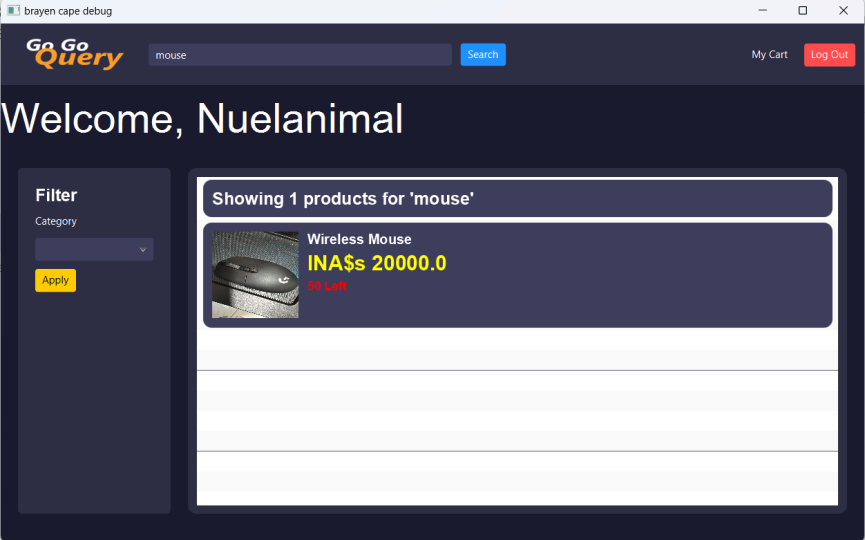 brayen cape debug
Go Go
Query
mouse
Search
My Cart
Log Out
Welcome, Nuelanimal
Filter
Category
Apply
Showing 1 products for 'mouse'
Wireless Mouse
INA$s 20000.0
50 Left